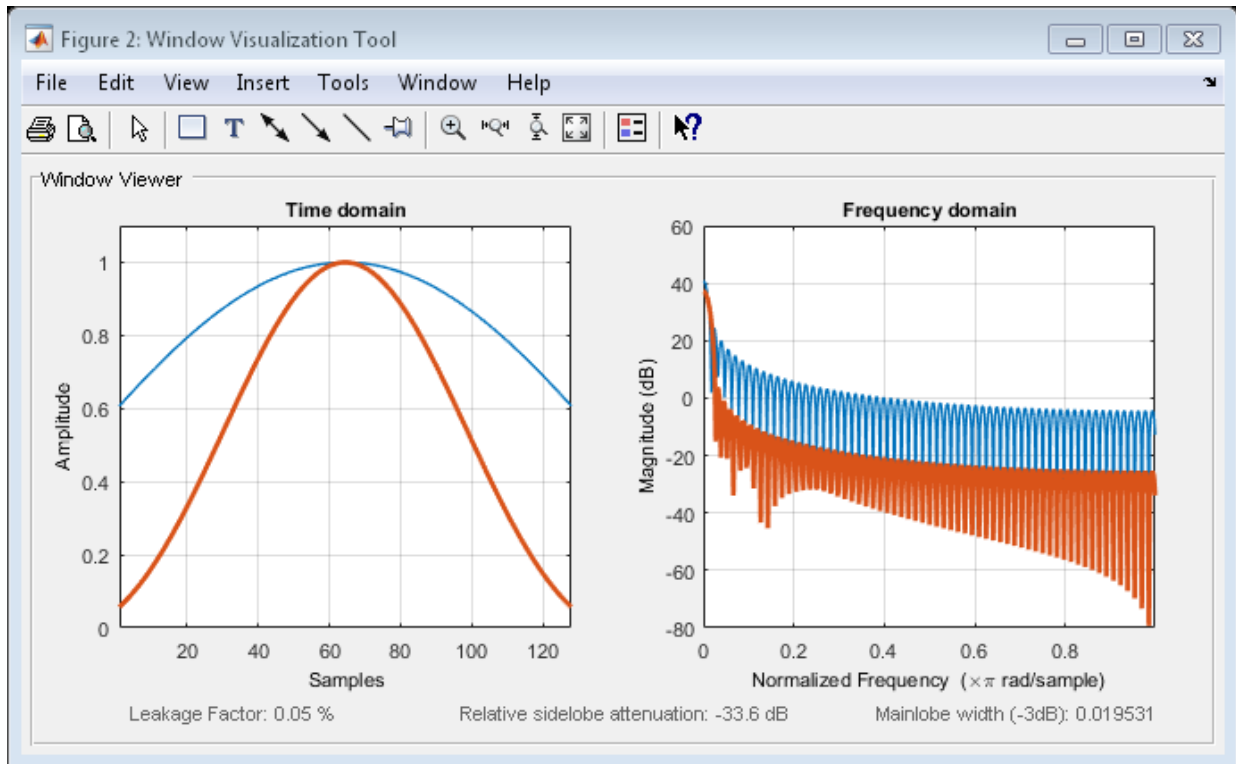 Figure 2: Window Visualization Tool
File Edit View Insert Tools Window Help
T
?
Window Viewer
Time domain
1
0.8
0.6
0.4
0.2
0
Amplitude
20 40 60 80 100 120
Samples
Frequency domain
60
40
20
0
-20
-40
-60
-80
Magnitude (dB)
0 0.2 0.4 0.6 0.8
Normalized Frequency (×π rad/sample)
Leakage Factor: 0.05 % Relative sidelobe attenuation: -33.6 dB Mainlobe width (-3dB): 0.019531